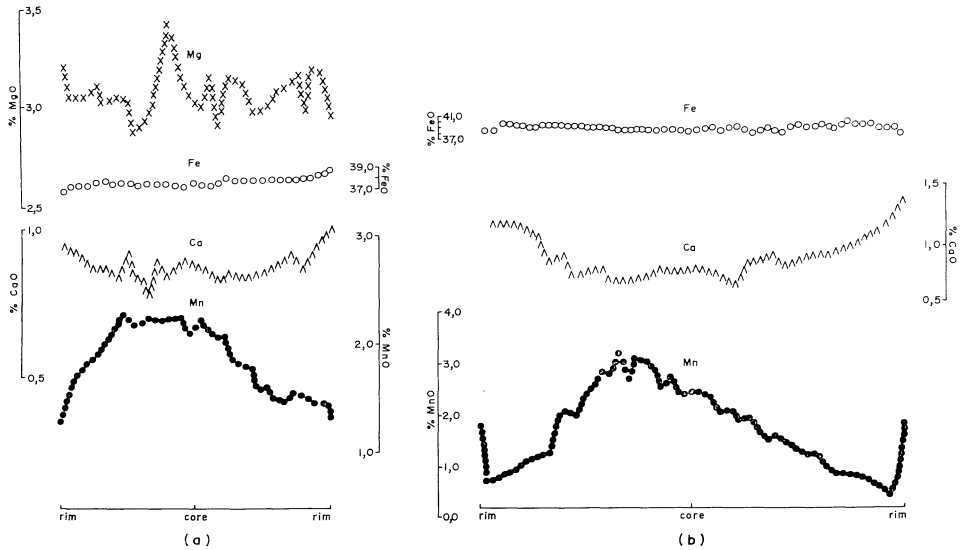 3,5
% MgO
3,0
2,5
Mg
Fe
39,0
37,0
% FeO
1,0
% CaO
0,5
Ca
3,0
2,0
1,0
% MnO
Mn
rim
core
rim
(a)
41,0
37,0
% FeO
Fe
1,5
1,0
0,5
% CaO
Ca
4,0
3,0
2,0
1,0
0,0
% MnO
Mn
rim
core
rim
(b)